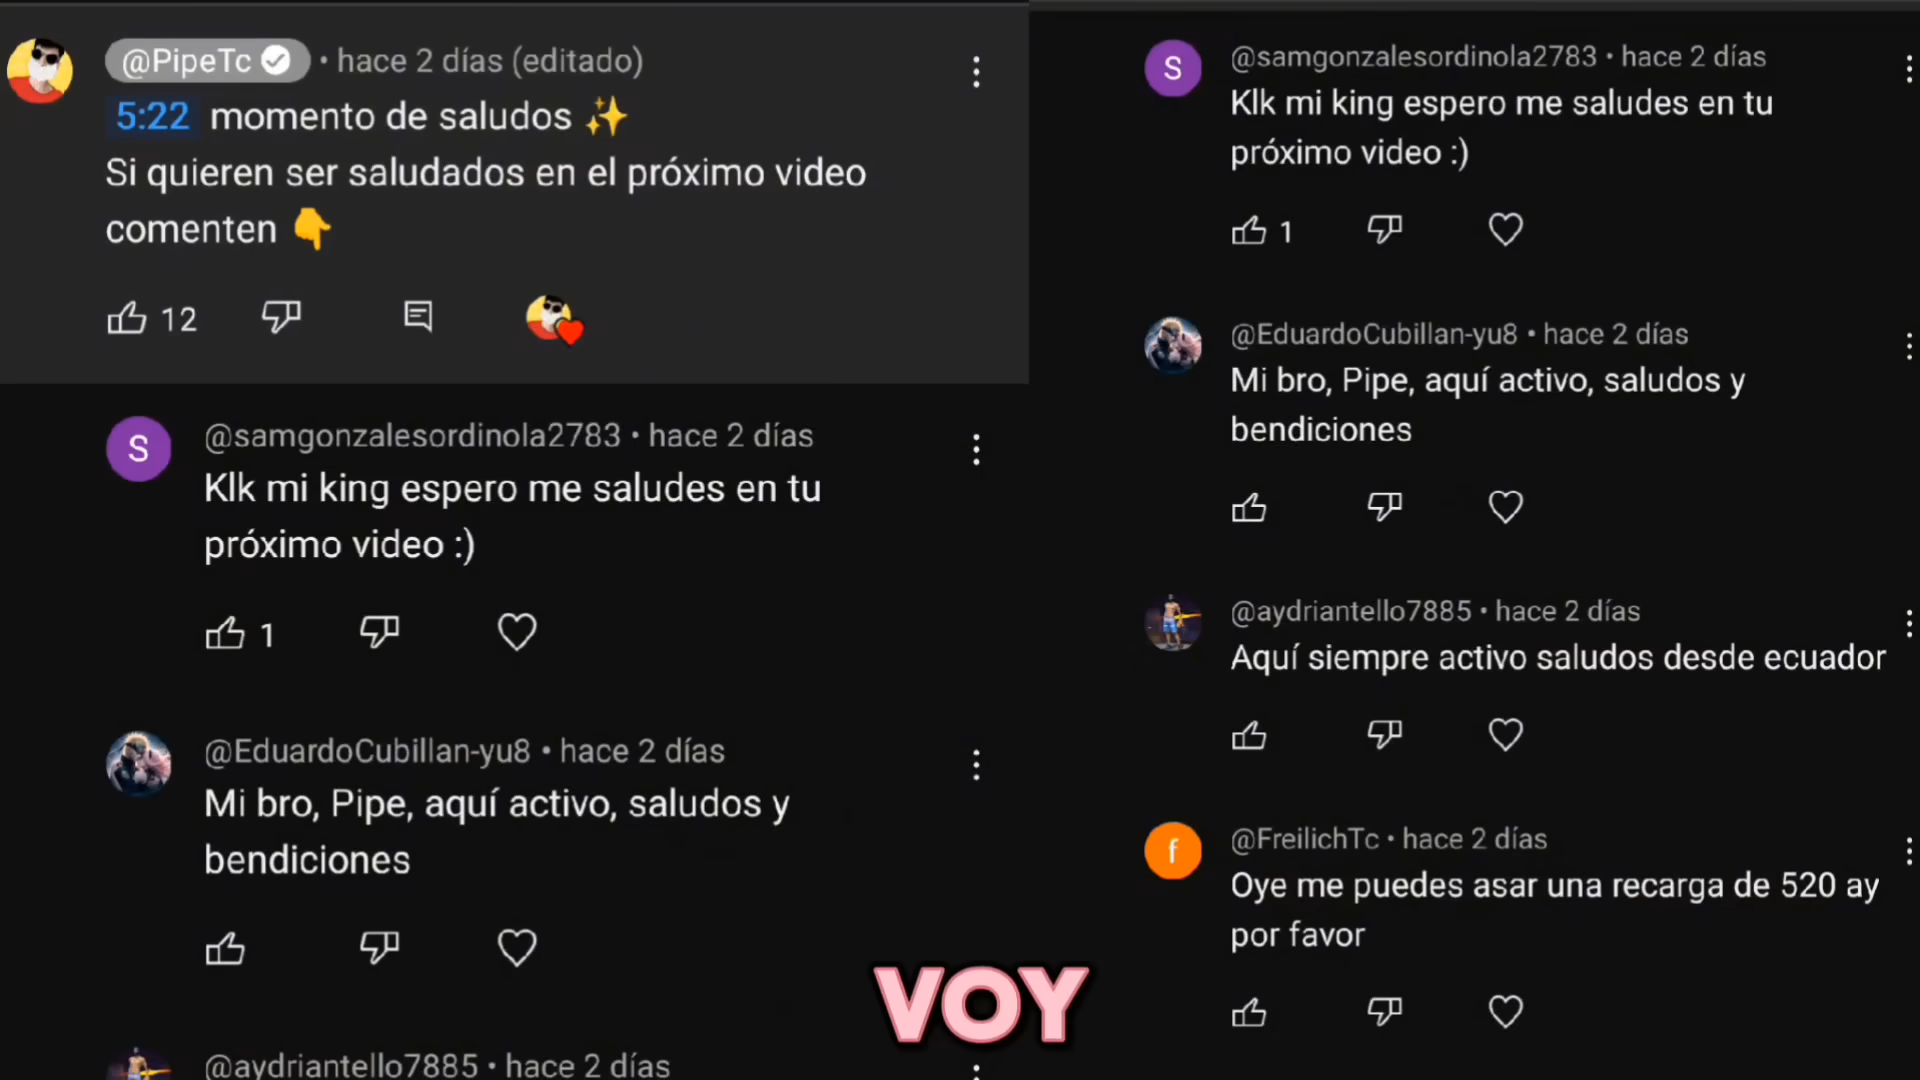 @PipeTc • hace 2 días (editado)
5:22 momento de saludos ✨
Si quieren ser saludados en el próximo video
comenten 👇
12
S
@samgonzalesordinola2783 • hace 2 días
Klk mi king espero me saludes en tu
próximo video :)
1
@EduardoCubillan-yu8 • hace 2 días
Mi bro, Pipe, aquí activo, saludos y
bendiciones
@aydriantello7885 • hace 2 días
S
@samgonzalesordinola2783 • hace 2 días
Klk mi king espero me saludes en tu
próximo video :)
1
@EduardoCubillan-yu8 • hace 2 días
Mi bro, Pipe, aquí activo, saludos y
bendiciones
@aydriantello7885 • hace 2 días
Aquí siempre activo saludos desde ecuador
f
@FreilichTc • hace 2 días
Oye me puedes asar una recarga de 520 ay
por favor
VOY